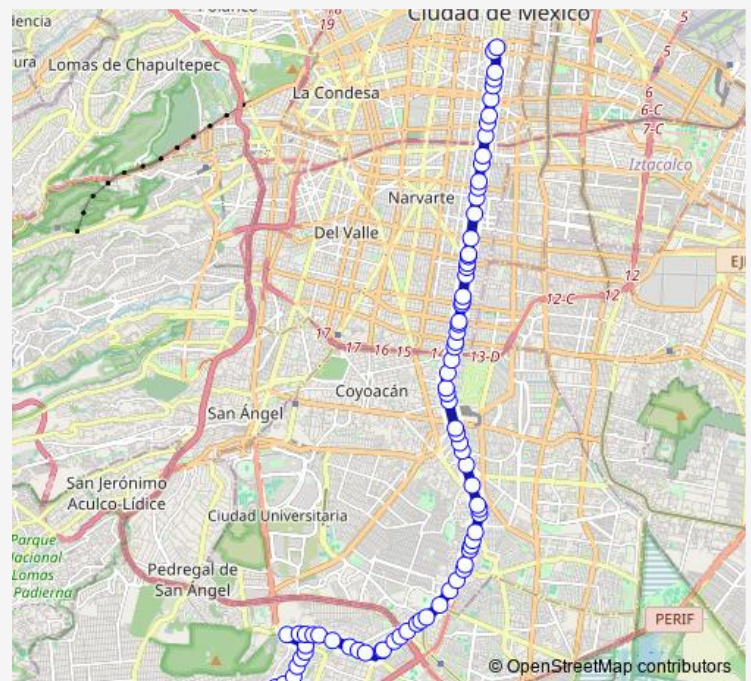 Ciudad de México
5
18
19
5
Lomas de Chapultepec
6
La Condesa
6-C
7-C
Iztacalco
Narvarte
Del Valle
12
12-C
12
17
17
16
15
13-D
Coyoacán
San Ángel
San Jerónimo
Aculco-Lídice
Ciudad Universitaria
Parque
Lomas
Padierna
Pedregal de
San Ángel
PERIF
© OpenStreetMap contributors